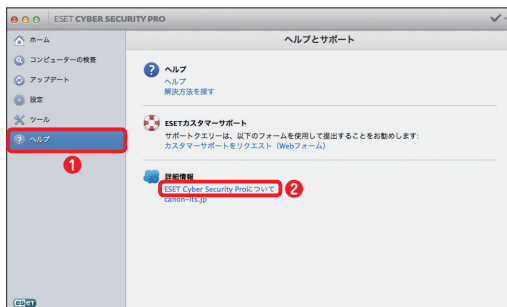 ESET CYBER SECURITY PRO
ホーム
コンピューターの検査
アップデート
設定
ツール
ヘルプ
1
ヘルプとサポート
ヘルプ
ヘルプ
解決方法を探す
ESETカスタマーサポート
サポートクエリーは、以下のフォームを使用して提出することをお勧めします:
カスタマーサポートをリクエスト（Webフォーム）
詳細情報
ESET Cyber Security Proについて
2
canon-its.jp
eset